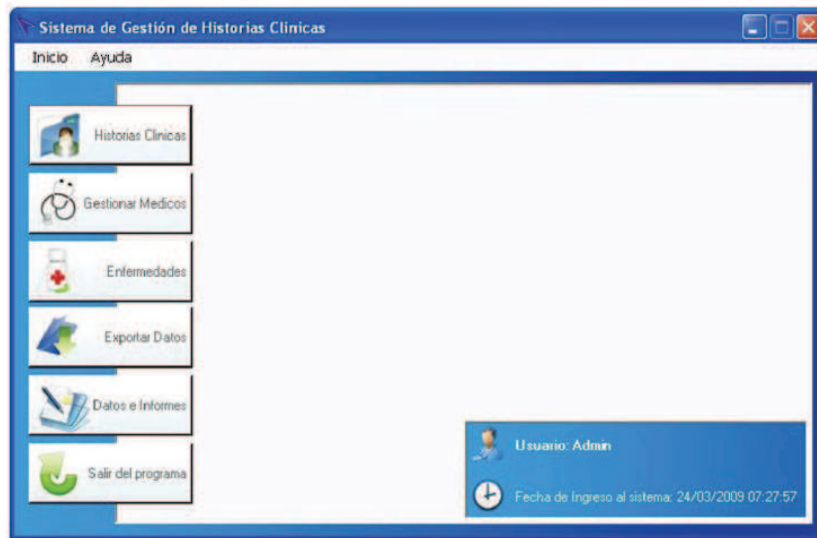 Sistema de Gestión de Historias Clinicas
Inicio Ayuda
Historias Clinicas
Gestionar Medicos
Enfermedades
Exportar Datos
Datos e Informes
Salir del programa
Usuario: Admin
Fecha de Ingreso al sistema: 24/03/2009 07:27:57